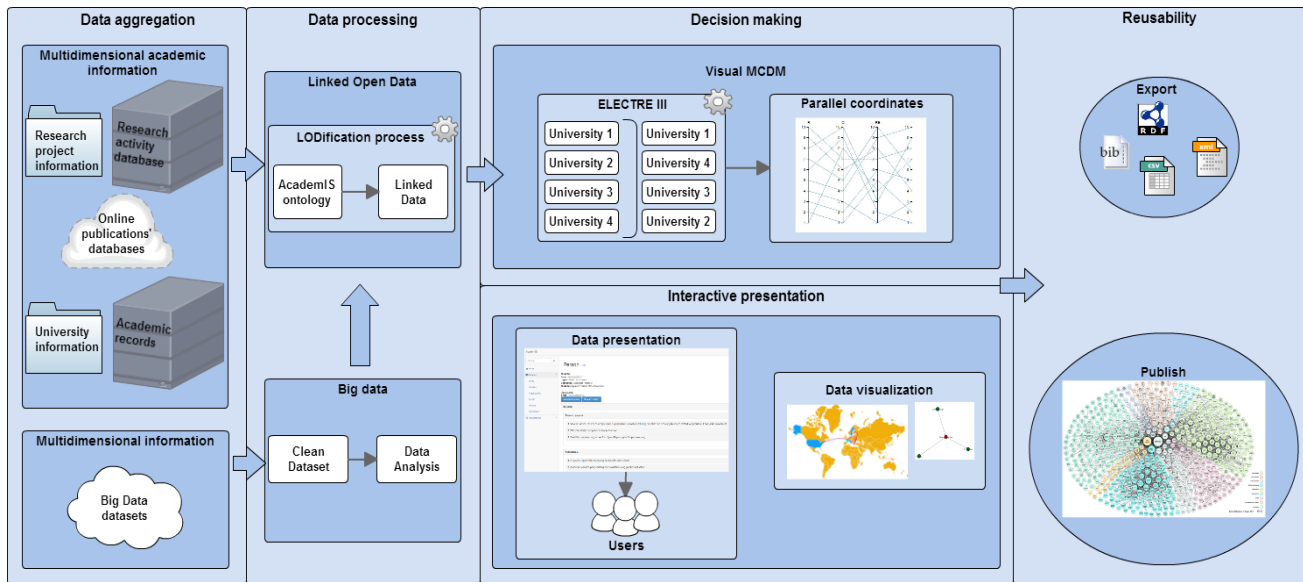 Data aggregation
Multidimensional academic
information
Research
project
information
Research
activity
database
Online
publications'
databases
University
information
Academic
records
Multidimensional information
Big Data
datasets
Data processing
Linked Open Data
LODification process
AcademIS
ontology
Linked
Data
Big data
Clean
Dataset
Data
Analysis
Decision making
Visual MCDM
ELECTRE III
University 1
University 2
University 3
University 4
University 1
University 4
University 3
University 2
Parallel coordinates
Interactive presentation
Data presentation
Users
Data visualization
Reusability
Export
RDF
bib
csv
xml
Publish